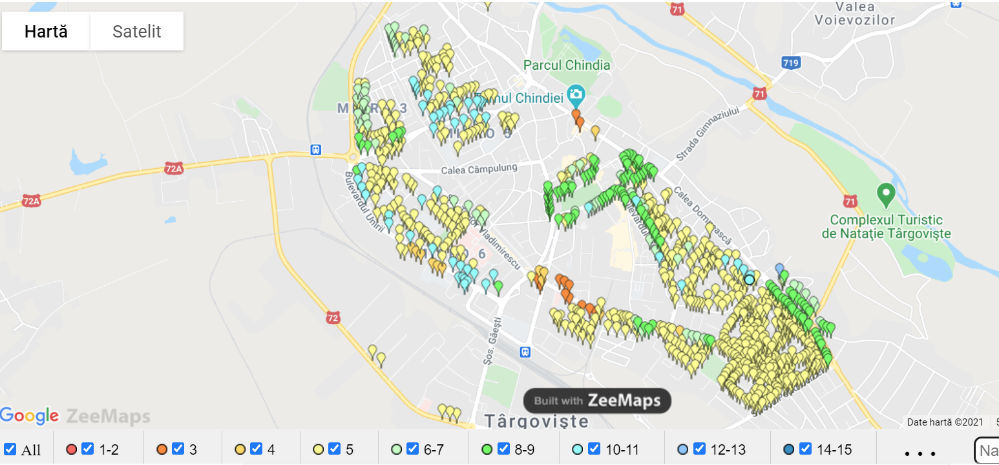 Hartă
Satelit
71
Valea
Voievozilor
719
Parcul Chindia
71
Chindiei
3
Strada Gimnaziului
72A
Calea Câmpulung
72A
Bulevardul Unirii
Calea Domnească
71
Complexul Turistic
de Natație Târgoviște
Vladimirescu
6
72
Șos. Găești
Built with ZeeMaps
Google ZeeMaps
Târgoviște
Date hartă ©2021
All
1-2
3
4
5
6-7
8-9
10-11
12-13
14-15
...
Na